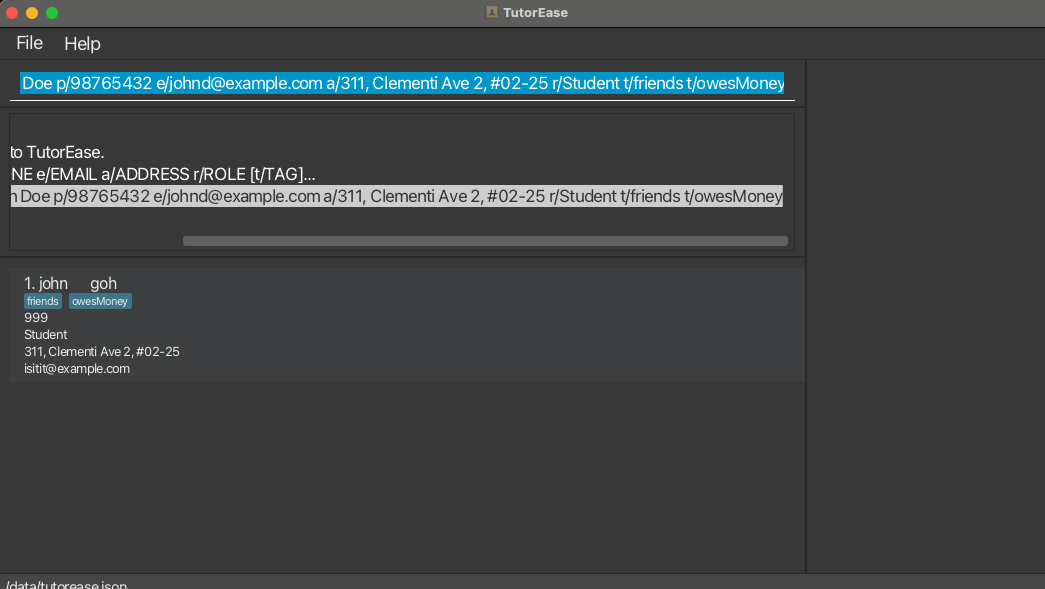 TutorEase
File Help
Doe p/98765432 e/johnd@example.com a/311, Clementi Ave 2, #02-25 r/Student t/friends t/owesMoney
to TutorEase.
NE e/EMAIL a/ADDRESS r/ROLE [t/TAG]...
n Doe p/98765432 e/johnd@example.com a/311, Clementi Ave 2, #02-25 r/Student t/friends t/owesMoney
1. john goh
friends owesMoney
999
Student
311, Clementi Ave 2, #02-25
isitit@example.com
/data/tutorease.json